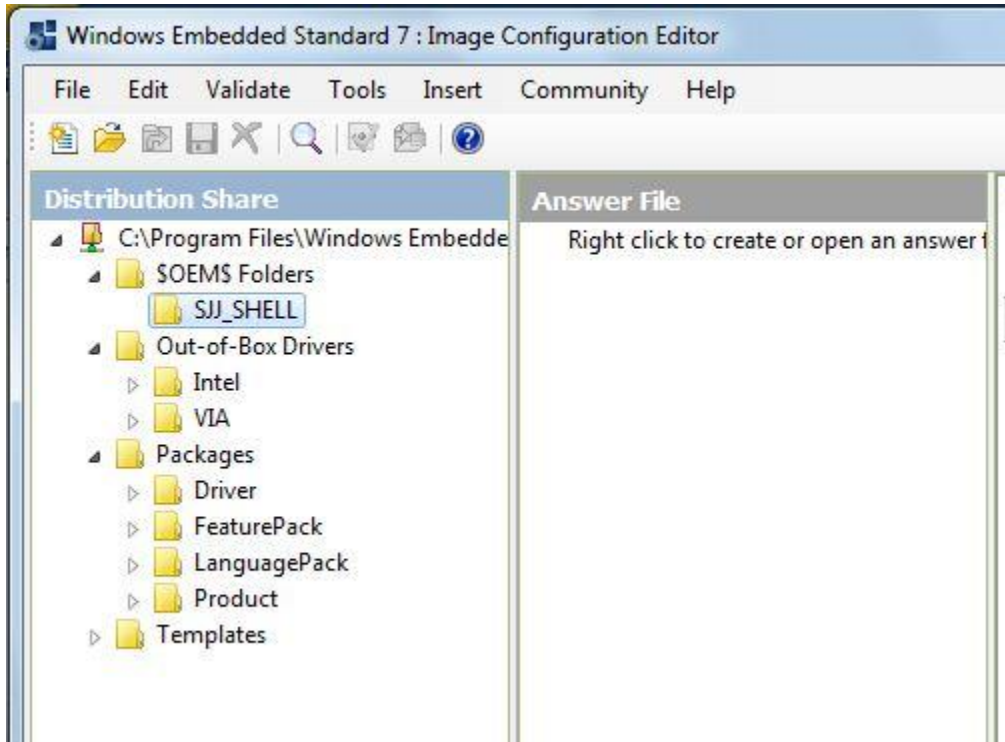 Windows Embedded Standard 7 : Image Configuration Editor
File Edit Validate Tools Insert Community Help
Distribution Share
C:\Program Files\Windows Embedde
$OEM$ Folders
SJJ_SHELL
Out-of-Box Drivers
Intel
VIA
Packages
Driver
FeaturePack
LanguagePack
Product
Templates
Answer File
Right click to create or open an answer